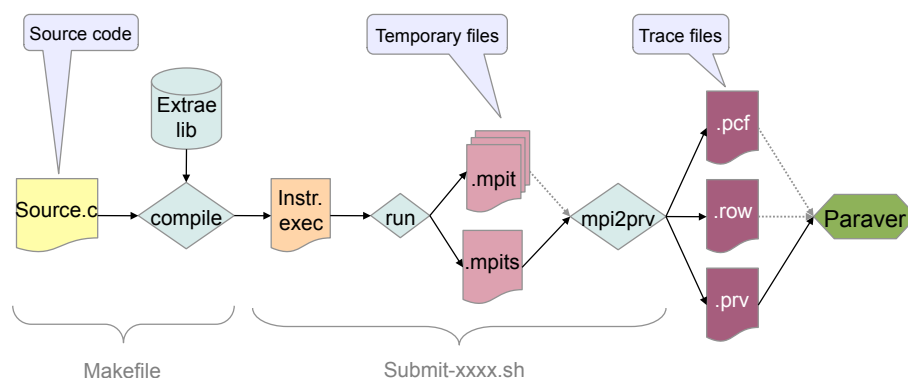 Source code
Temporary files
Trace files
Extrae
lib
.pcf
.mpit
Source.c
compile
Instr.
exec
run
mpi2prv
.row
Paraver
.mpits
.prv
Makefile
Submit-xxxx.sh